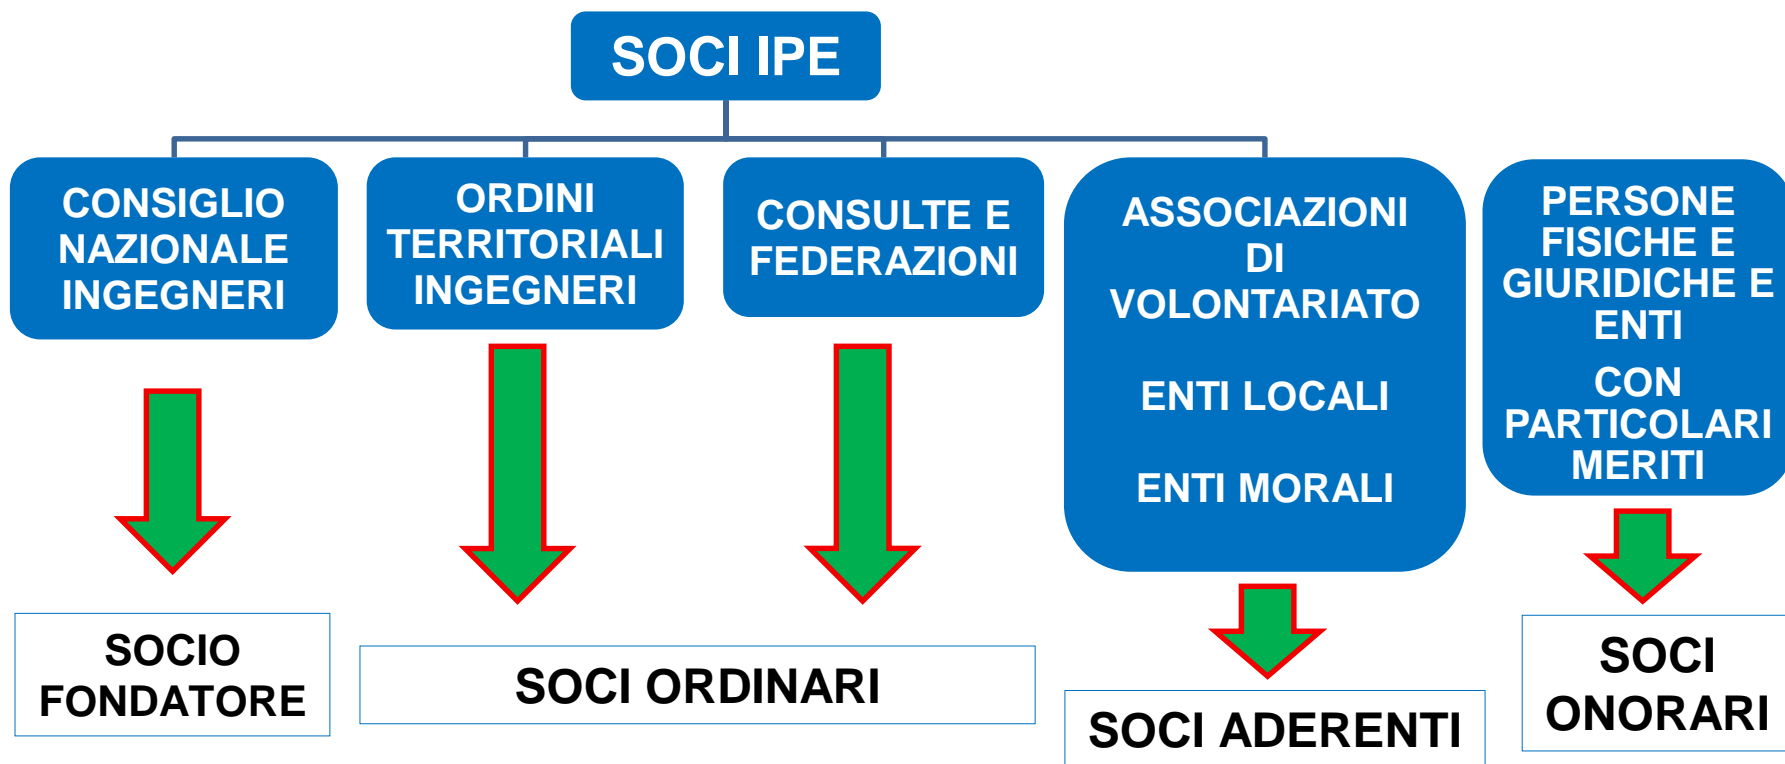 SOCI IPE
CONSIGLIO
NAZIONALE
INGEGNERI
ORDINI
TERRITORIALI
INGEGNERI
CONSULTE E
FEDERAZIONI
ASSOCIAZIONI
DI
VOLONTARIATO
ENTI LOCALI
ENTI MORALI
PERSONE
FISICHE E
GIURIDICHE E
ENTI
CON
PARTICOLARI
MERITI
SOCIO
FONDATORE
SOCI ORDINARI
SOCI ADERENTI
SOCI
ONORARI